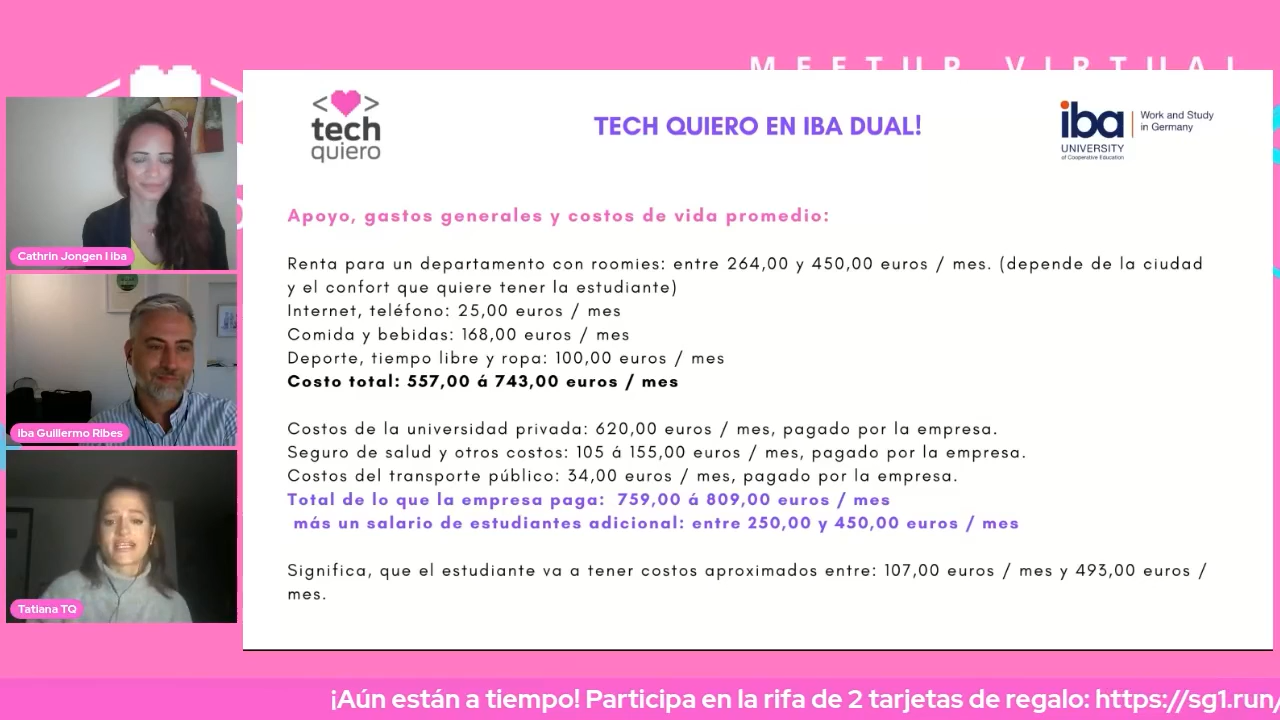 MEETUP VIRTUAL
<>
tech
quiero
TECH QUIERO EN IBA DUAL!
iba
UNIVERSITY
of Cooperative Education
Work and Study
in Germany
Apoyo, gastos generales y costos de vida promedio:
Renta para un departamento con roomies: entre 264,00 y 450,00 euros / mes. (depende de la ciudad
y el confort que quiere tener la estudiante)
Internet, teléfono: 25,00 euros / mes
Comida y bebidas: 168,00 euros / mes
Deporte, tiempo libre y ropa: 100,00 euros / mes
Costo total: 557,00 á 743,00 euros / mes
Costos de la universidad privada: 620,00 euros / mes, pagado por la empresa.
Seguro de salud y otros costos: 105 á 155,00 euros / mes, pagado por la empresa.
Costos del transporte público: 34,00 euros / mes, pagado por la empresa.
Total de lo que la empresa paga: 759,00 á 809,00 euros / mes
más un salario de estudiantes adicional: entre 250,00 y 450,00 euros / mes
Significa, que el estudiante va a tener costos aproximados entre: 107,00 euros / mes y 493,00 euros /
mes.
Cathrin Jongen I iba
iba Guillermo Ribes
Tatiana TQ
¡Aún están a tiempo! Participa en la rifa de 2 tarjetas de regalo: https://sg1.run/